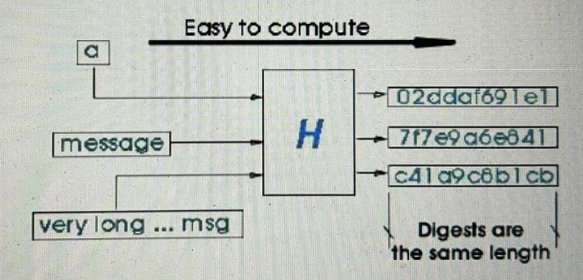 Easy to compute
a
02ddaf691e1
H
message
7f7e9a6e841
c41a9c8b1cb
very long ... msg
Digests are
the same length